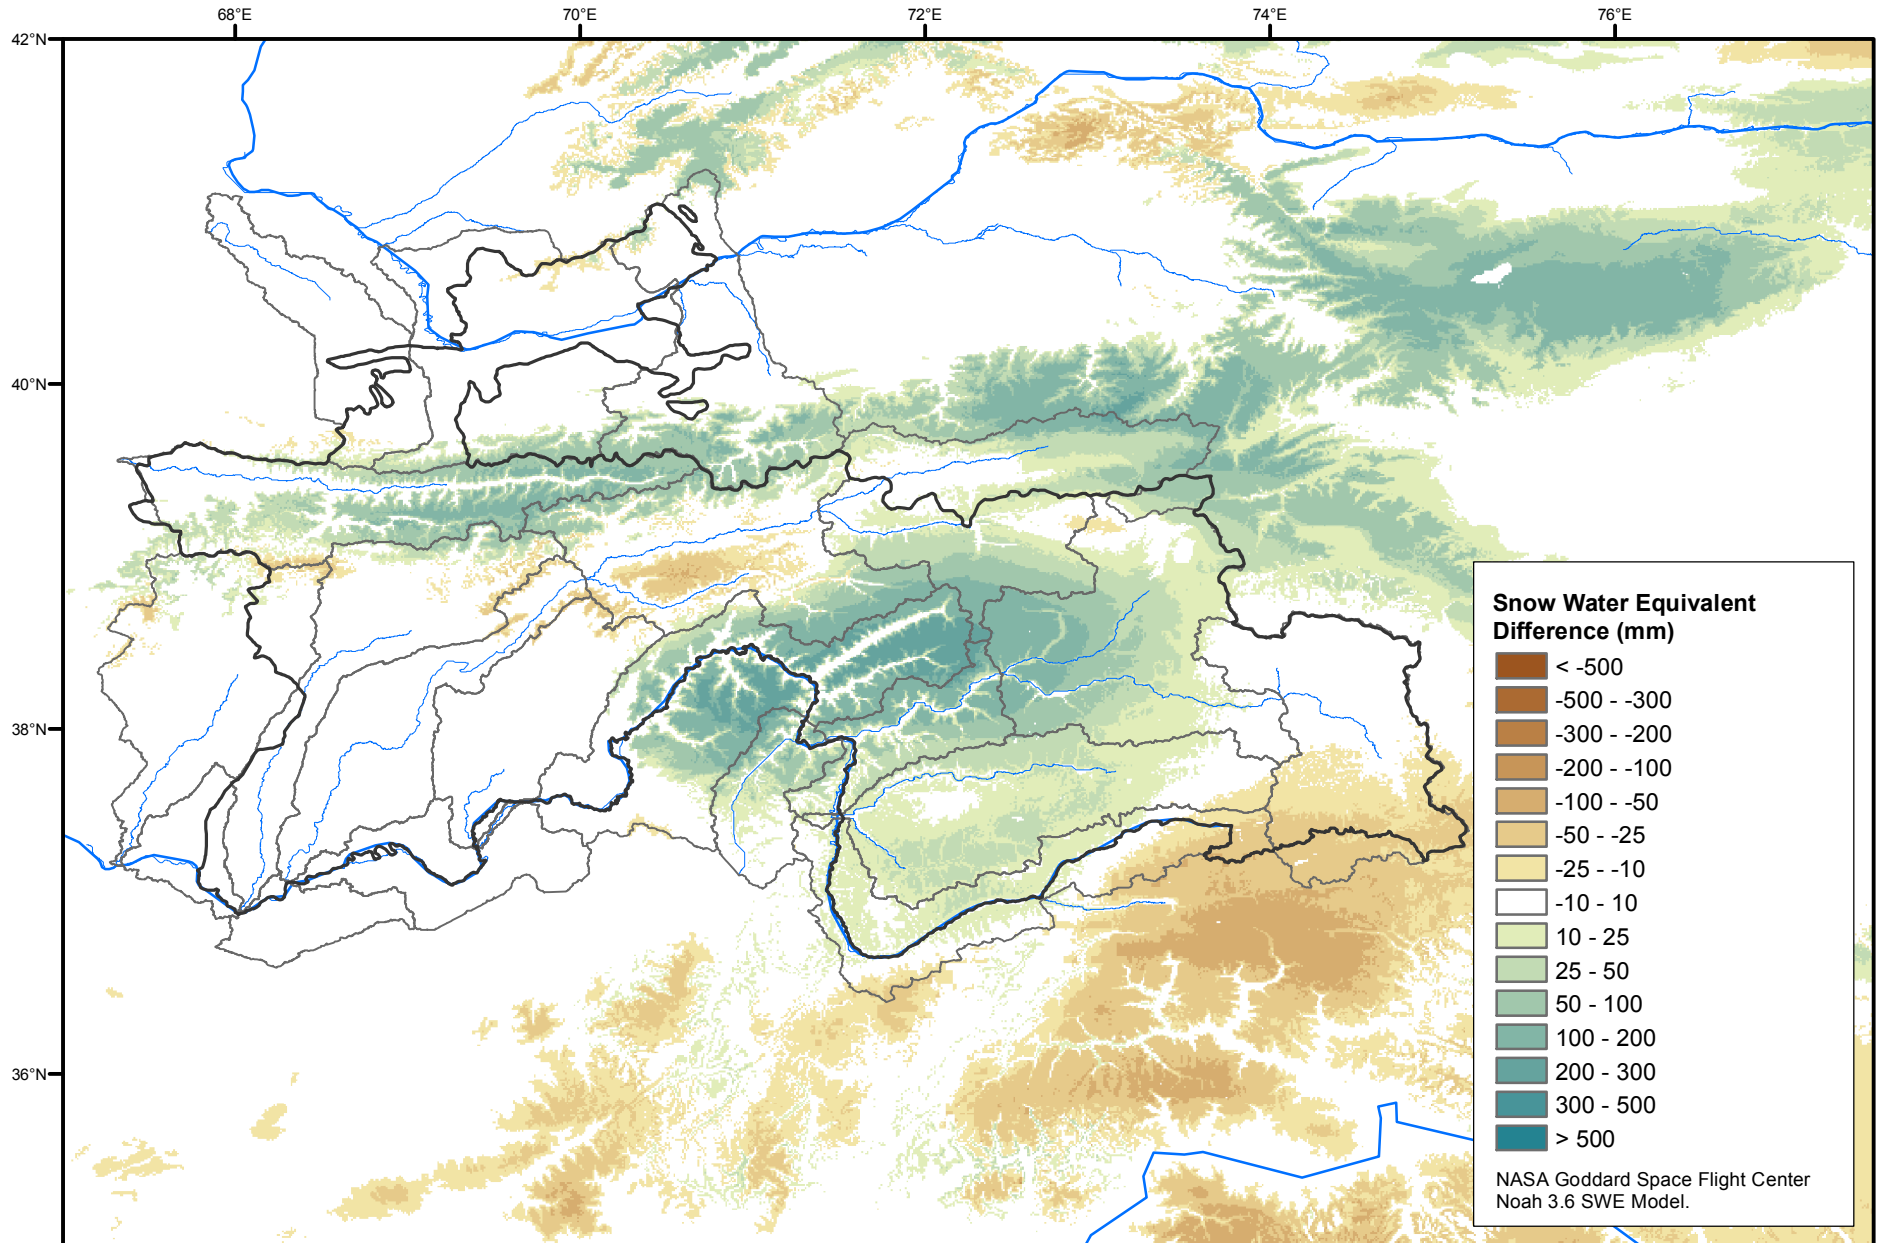 68°E
70°E
72°E
74°E
76°E
42°N
40°N
38°N
36°N
Snow Water Equivalent
Difference (mm)
< -500
-500 - -300
-300 - -200
-200 - -100
-100 - -50
-50 - -25
-25 - -10
-10 - 10
10 - 25
25 - 50
50 - 100
100 - 200
200 - 300
300 - 500
> 500
NASA Goddard Space Flight Center
Noah 3.6 SWE Model.